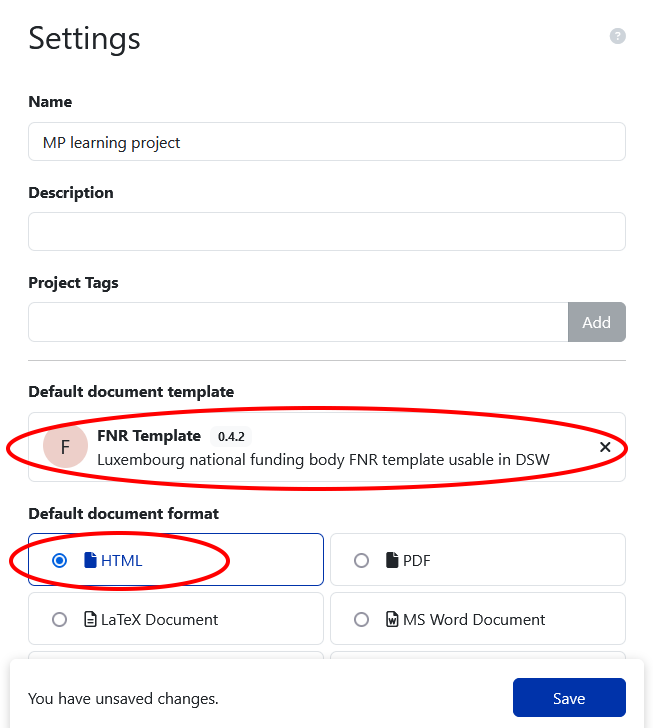 Settings
?
Name
MP learning project
Description
Project Tags
Add
Default document template
F
FNR Template 0.4.2
Luxembourg national funding body FNR template usable in DSW
Default document format
HTML
PDF
LaTeX Document
MS Word Document
You have unsaved changes.
Save